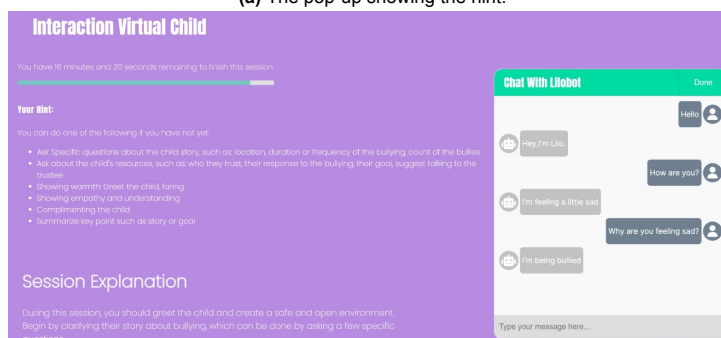 (a) The pop-up showing the hint.
Interaction Virtual Child
You have 16 minutes and 20 seconds remaining to finish this session.
Your Hint:
You can do one of the following if you have not yet:
• Ask Specific questions about the child story, such as: location, duration or frequency of the bullying, count of the bullies
• Ask about the child's resources, such as: who they trust, their response to the bullying, their goal, suggest talking to the
trustee
• Showing warmth: Greet the child, faring
• Showing empathy and understanding
• Complimenting the child
• Summarize key point such as story or goal
Session Explanation
During this session, you should greet the child and create a safe and open environment.
Begin by clarifying their story about bullying, which can be done by asking a few specific
questions
Chat With Lilobot
Done
Hello
Hey,I'm Lilo.
How are you?
I'm feeling a little sad
Why are you feeling sad?
I'm being bullied
Type your message here...